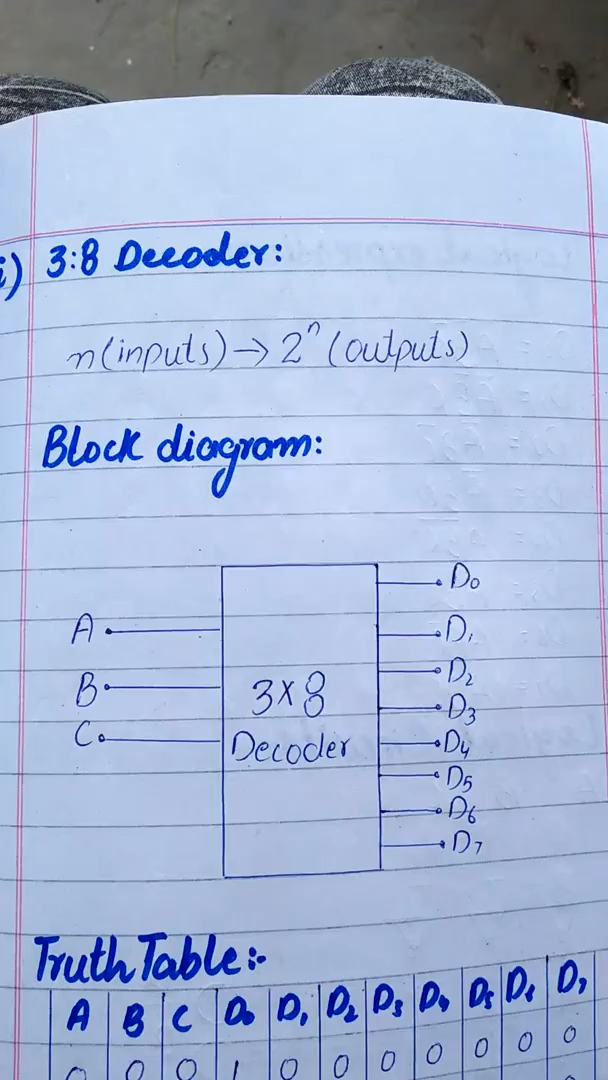 i) 3:8 Decoder:
n(inputs) → 2ⁿ (outputs)
Block diagram:
D₀
A D₁
B D₂
3×8 D₃
C Decoder D₄
D₅
D₆
D₇
Truth Table:-
A B C D₀ D₁ D₂ D₃ D₄ D₅ D₆ D₇
0 0 0 1 0 0 0 0 0 0 0